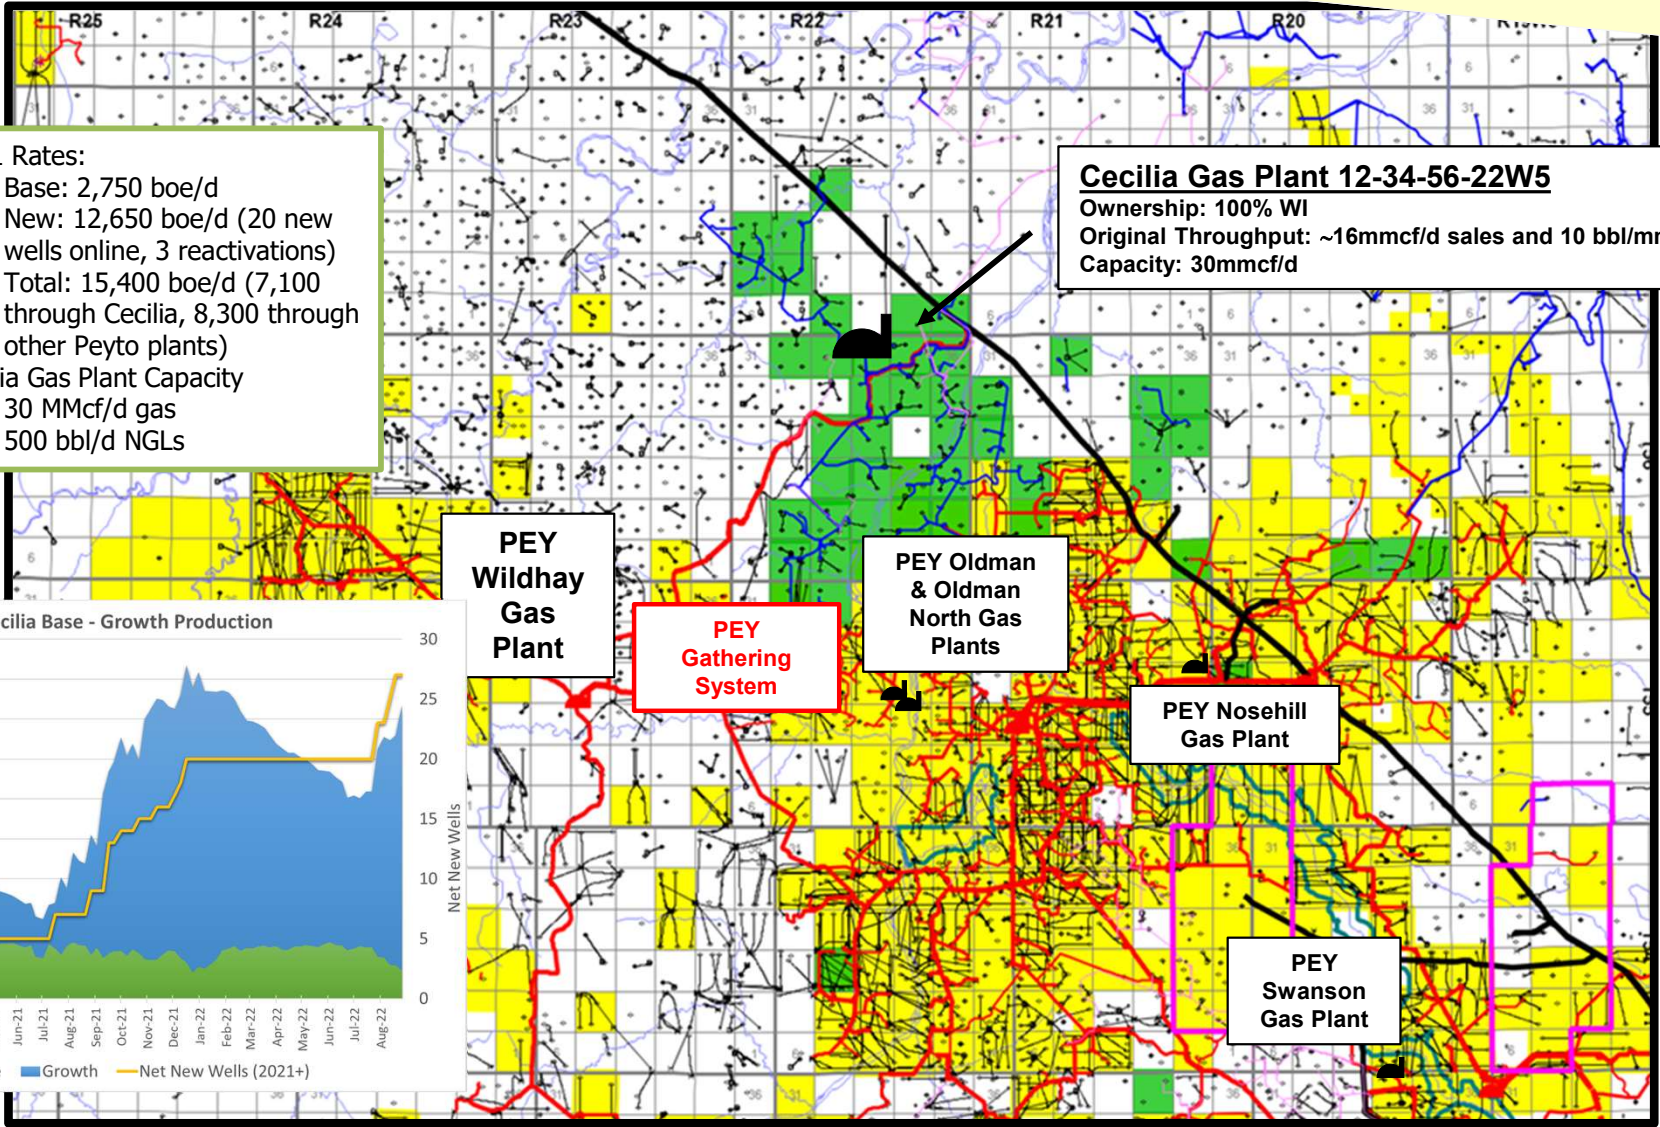 R25
R24
R23
R22
R21
R20
Rates:
Base: 2,750 boe/d
New: 12,650 boe/d (20 new
wells online, 3 reactivations)
Total: 15,400 boe/d (7,100
through Cecilia, 8,300 through
other Peyto plants)
ia Gas Plant Capacity
30 MMcf/d gas
500 bbl/d NGLs
Cecilia Gas Plant 12-34-56-22W5
Ownership: 100% WI
Original Throughput: ~16mmcf/d sales and 10 bbl/mm
Capacity: 30mmcf/d
PEY
Wildhay
Gas
Plant
PEY
Gathering
System
PEY Oldman
& Oldman
North Gas
Plants
PEY Nosehill
Gas Plant
PEY
Swanson
Gas Plant
cilia Base - Growth Production
30
25
20
15
10
5
0
Net New Wells
Jun-21
Jul-21
Aug-21
Sep-21
Oct-21
Nov-21
Dec-21
Jan-22
Feb-22
Mar-22
Apr-22
May-22
Jun-22
Jul-22
Aug-22
Growth
Net New Wells (2021+)